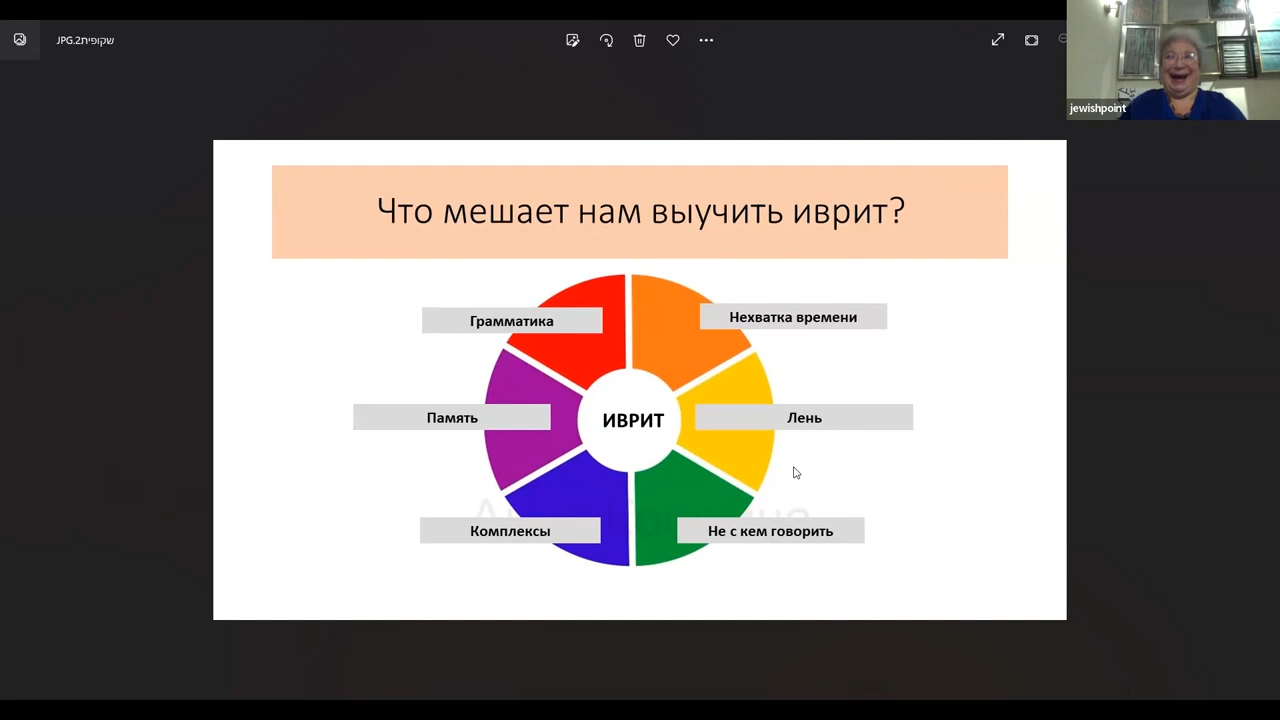 שקופית2.JPG
jewishpoint
Что мешает нам выучить иврит?
Грамматика
Нехватка времени
Память
ИВРИТ
Лень
Комплексы
Не с кем говорить